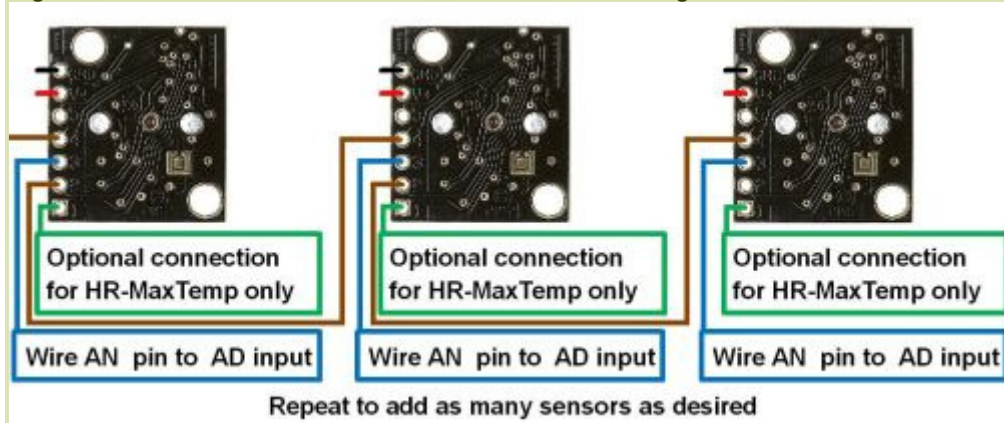 Optional connection
for HR-MaxTemp only
Optional connection
for HR-MaxTemp only
Optional connection
for HR-MaxTemp only
Wire AN pin to AD input
Wire AN pin to AD input
Wire AN pin to AD input
Repeat to add as many sensors as desired